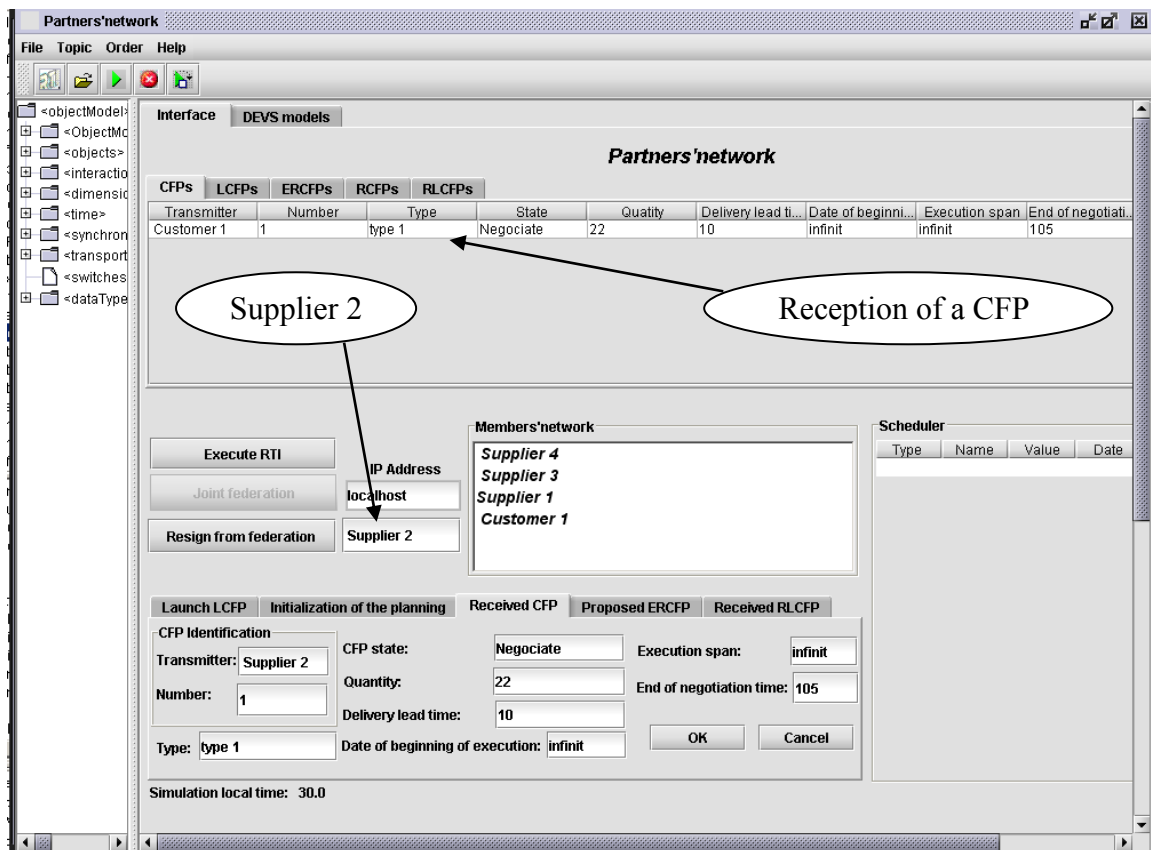 Partners'network
File Topic Order Help
<objectModel>
<ObjectMo
<objects>
<interactio
<dimensio
<time>
<synchron
<transport
<switches
<dataType
Interface DEVS models
Partners'network
CFPs LCFPs ERCFPs RCFPs RLCFPs
Transmitter Number Type State Quatity Delivery lead ti... Date of beginni... Execution span End of negotiati..
Customer 1 1 type 1 Negociate 22 10 infinit infinit 105
Supplier 2 Reception of a CFP
Execute RTI
Joint federation
Resign from federation
IP Address
localhost
Supplier 2
Members'network
Supplier 4
Supplier 3
Supplier 1
Customer 1
Scheduler
Type Name Value Date
Launch LCFP Initialization of the planning Received CFP Proposed ERCFP Received RLCFP
CFP Identification
Transmitter: Supplier 2
Number: 1
Type: type 1
CFP state: Negociate
Quantity: 22
Delivery lead time: 10
Date of beginning of execution: infinit
Execution span: infinit
End of negotiation time: 105
OK Cancel
Simulation local time: 30.0